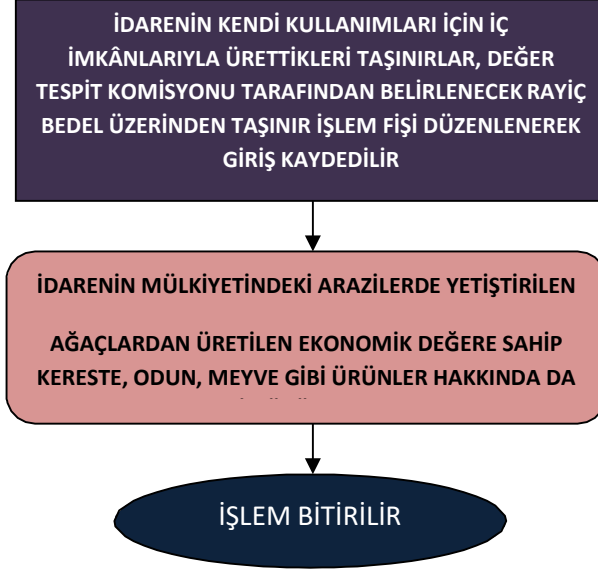 İDARENİN KENDİ KULLANIMLARI İÇİN İÇ
İMKÂNLARIYLA ÜRETTİKLERİ TAŞINIRLAR, DEĞER
TESPİT KOMİSYONU TARAFINDAN BELİRLENECEK RAYİÇ
BEDEL ÜZERİNDEN TAŞINIR İŞLEM FİŞİ DÜZENLENEREK
GİRİŞ KAYDEDİLİR
İDARENİN MÜLKİYETİNDEKİ ARAZİLERDE YETİŞTİRİLEN
AĞAÇLARDAN ÜRETİLEN EKONOMİK DEĞERE SAHİP
KERESTE, ODUN, MEYVE GİBİ ÜRÜNLER HAKKINDA DA
İŞLEM BİTİRİLİR